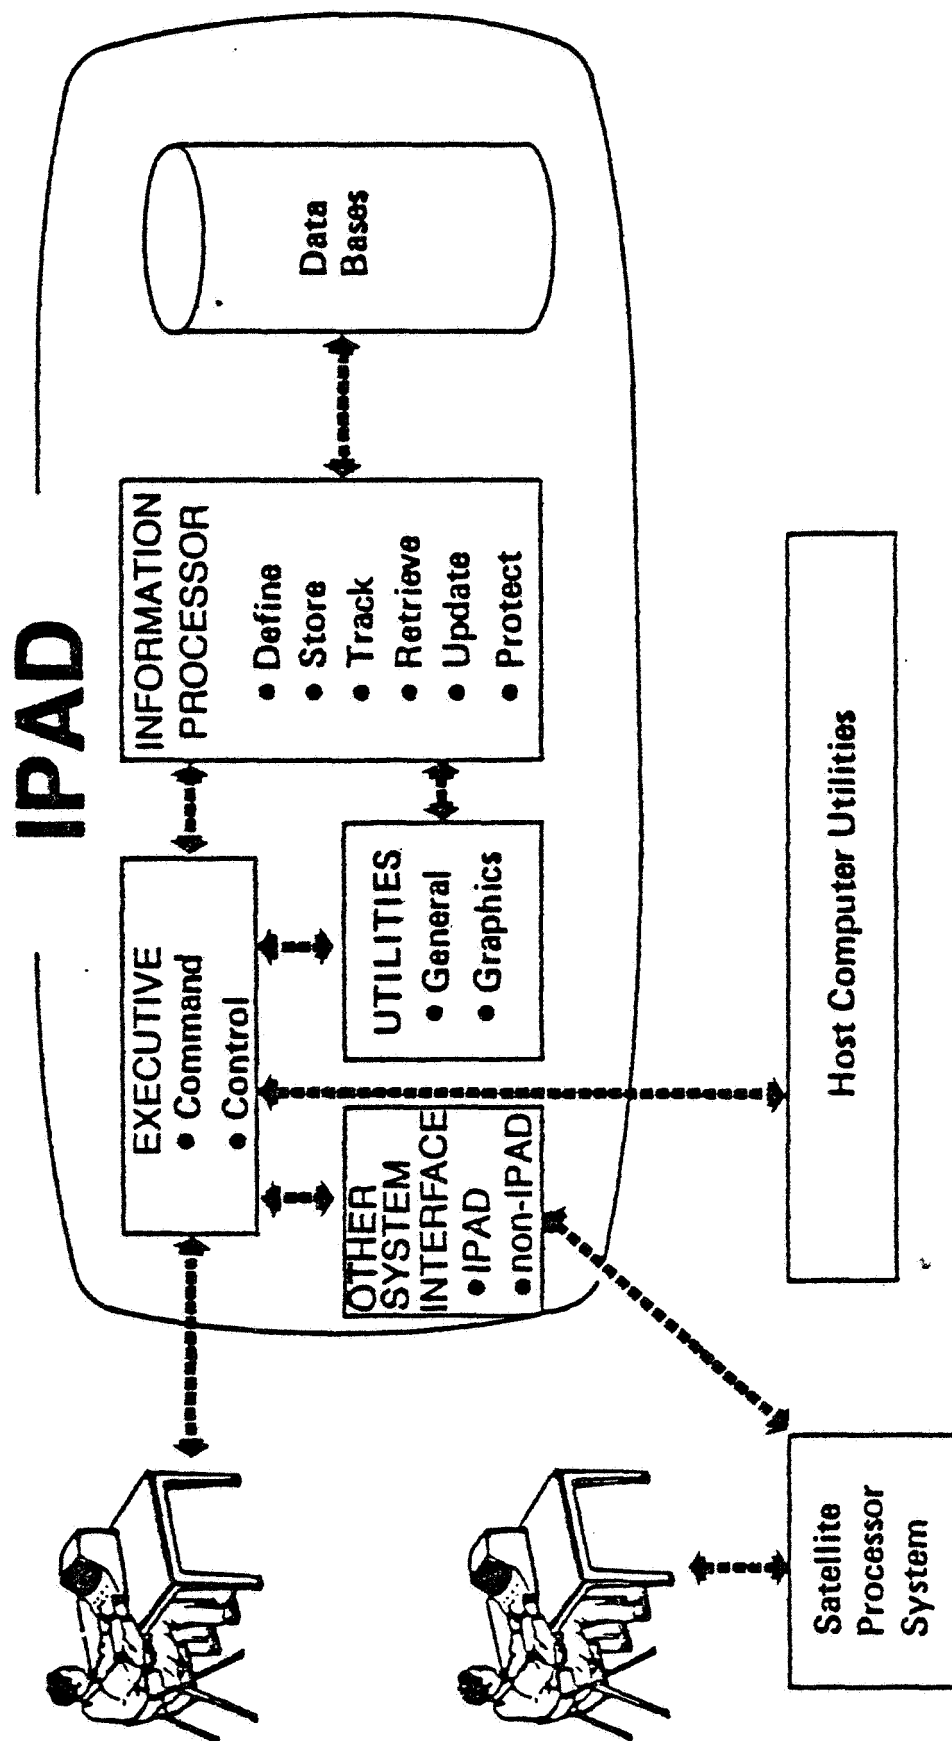 IPAD
EXECUTIVE
• Command
• Control
INFORMATION
PROCESSOR
• Define
• Store
• Track
• Retrieve
• Update
• Protect
Data
Bases
OTHER
SYSTEM
INTERFACE
• IPAD
• non-IPAD
UTILITIES
• General
• Graphics
Satellite
Processor
System
Host Computer Utilities